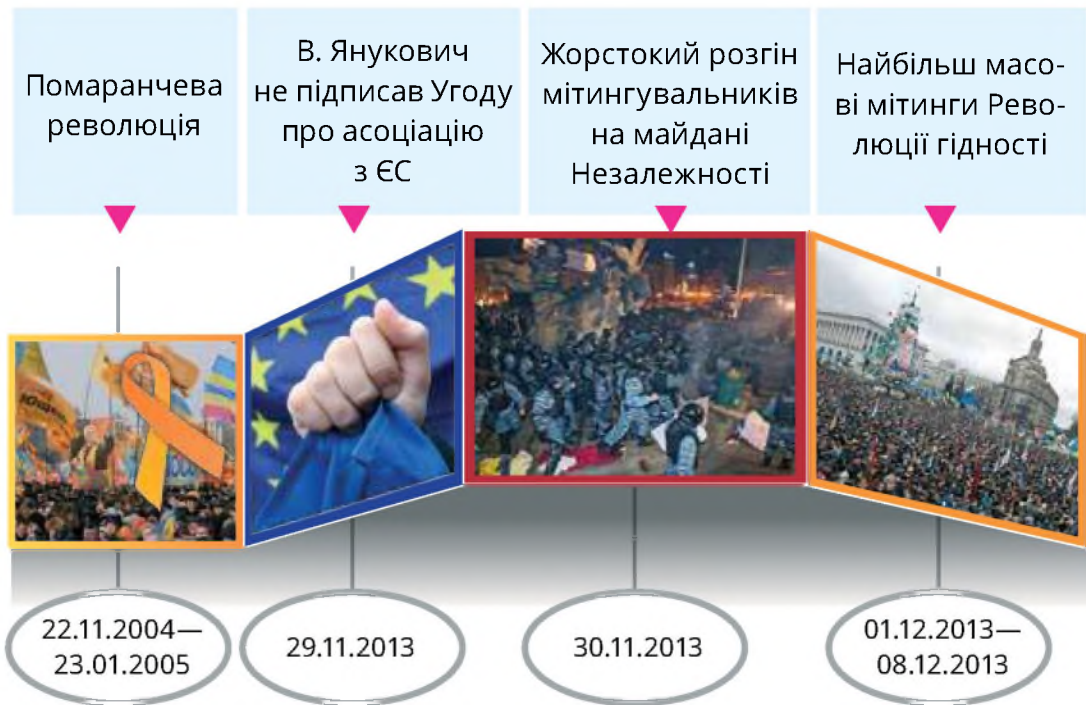 Помаранчева
революція
В. Янукович
не підписав Угоду
про асоціацію
з ЄС
Жорстокий розгін
мітингувальників
на майдані
Незалежності
Найбільш масо-
ві мітинги Рево-
люції гідності
22.11.2004—
23.01.2005
29.11.2013
30.11.2013
01.12.2013—
08.12.2013